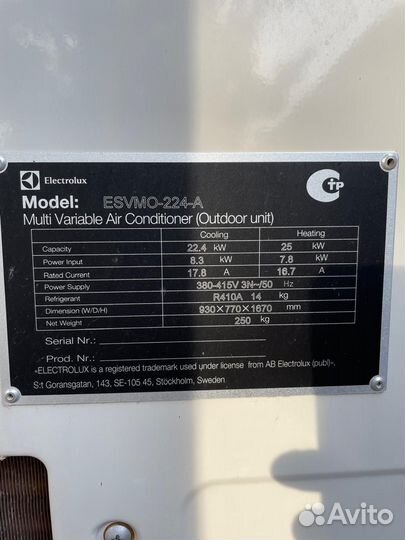 Electrolux
Model: ESVMO-224-A
Multi Variable Air Conditioner (Outdoor unit)
Cooling Heating
Capacity 22.4 kW 25 kW
Power Input 8.3 kW 7.8 kW
Rated Current 17.8 A 16.7 A
Power Supply 380-415V 3N~/50 Hz
Refrigerant R410A 14 kg
Dimension (W/D/H) 930×770×1670 mm
Net Weight 250 kg
Serial Nr.:
Prod. Nr.:
«ELECTROLUX is a registered trademark used under license from AB Electrolux (publ)».
S:t Goransgatan, 143, SE-105 45, Stockholm, Sweden
Avito